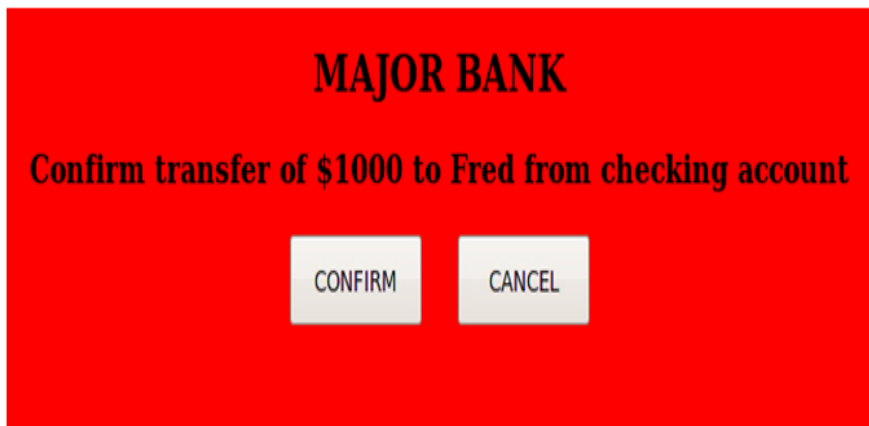 MAJOR BANK
Confirm transfer of $1000 to Fred from checking account
CONFIRM CANCEL